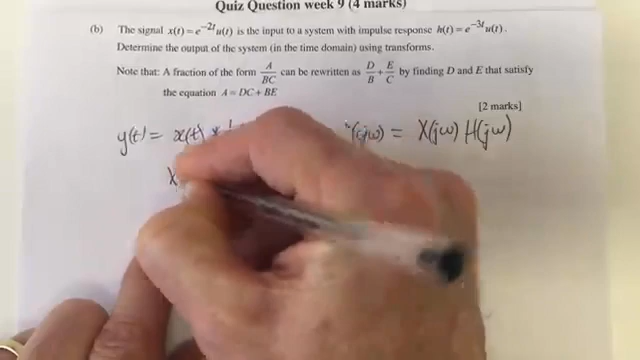 Quiz Question week 9 (4 marks)
(b) The signal x(t) = e^{-2t}u(t) is the input to a system with impulse response h(t) = e^{-3t}u(t).
Determine the output of the system (in the time domain) using transforms.
Note that: A fraction of the form A/BC can be rewritten as D/B + E/C by finding D and E that satisfy
the equation A = DC + BE
[2 marks]
y(t) = x(t) * (jω) = X(jω) H(jω)
X